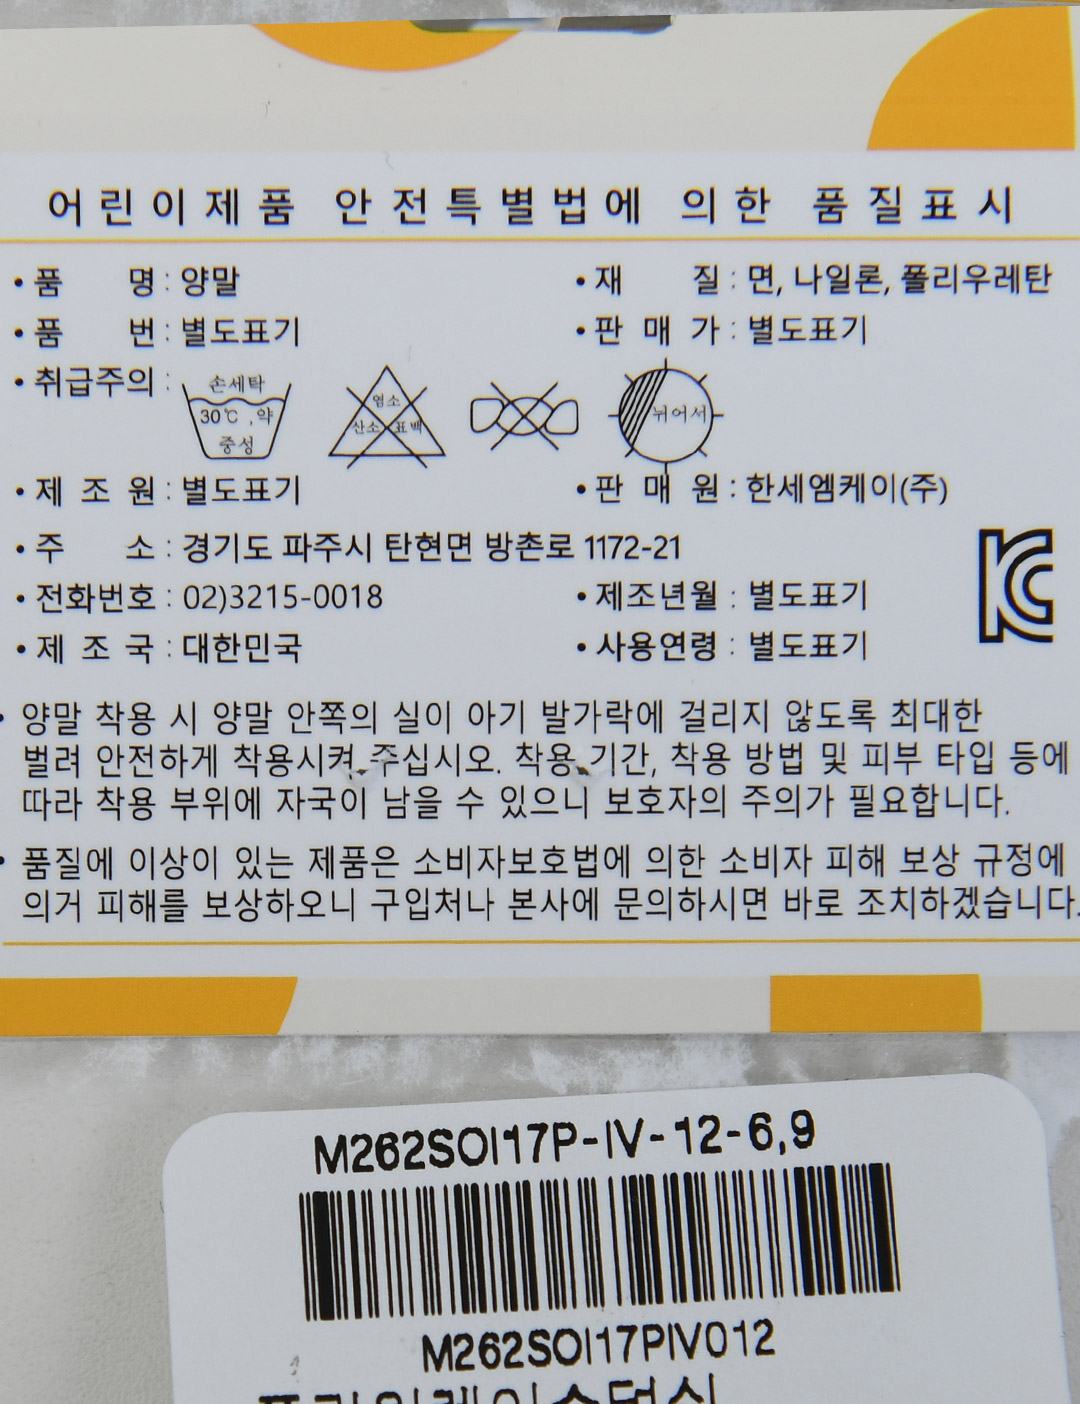 어린이제품 안전특별법에 의한 품질표시
• 품 명 : 양말 • 재 질 : 면, 나일론, 폴리우레탄
• 품 번 : 별도표기 • 판 매 가 : 별도표기
• 취급주의 :
손세탁
30℃ ,약
중성
염소
산소 표백
뉘어서
• 제 조 원 : 별도표기 • 판 매 원 : 한세엠케이(주)
• 주 소 : 경기도 파주시 탄현면 방촌로 1172-21
• 전화번호 : 02)3215-0018 • 제조년월 : 별도표기
• 제 조 국 : 대한민국 • 사용연령 : 별도표기
• 양말 착용 시 양말 안쪽의 실이 아기 발가락에 걸리지 않도록 최대한
벌려 안전하게 착용시켜 주십시오. 착용 기간, 착용 방법 및 피부 타입 등에
따라 착용 부위에 자국이 남을 수 있으니 보호자의 주의가 필요합니다.
• 품질에 이상이 있는 제품은 소비자보호법에 의한 소비자 피해 보상 규정에
의거 피해를 보상하오니 구입처나 본사에 문의하시면 바로 조치하겠습니다.
M262SOI17P-IV-12-6,9
M262SOI17PIV012